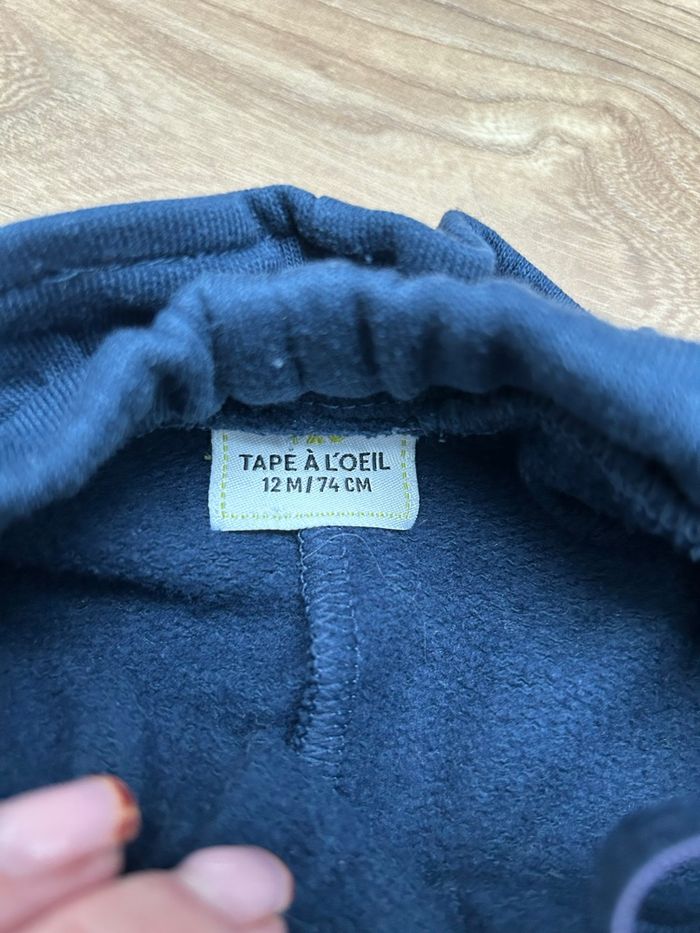 TAPE À L'OEIL
12 M/74 CM